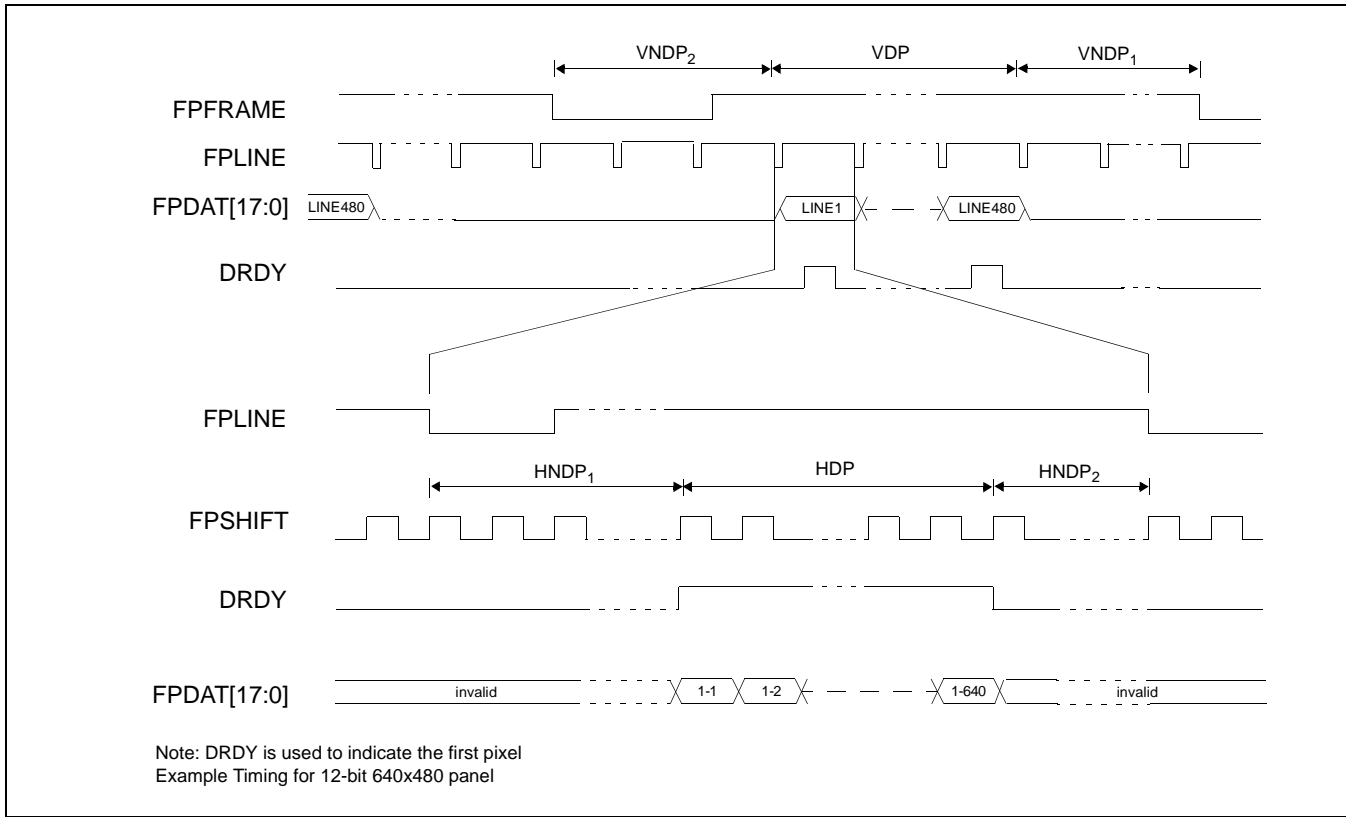 VNDP2 VDP VNDP1
FPFRAME
FPLINE
FPDAT[17:0] LINE480 LINE1 LINE480
DRDY
FPLINE
HNDP1 HDP HNDP2
FPSHIFT
DRDY
FPDAT[17:0] invalid 1-1 1-2 1-640 invalid
Note: DRDY is used to indicate the first pixel
Example Timing for 12-bit 640x480 panel